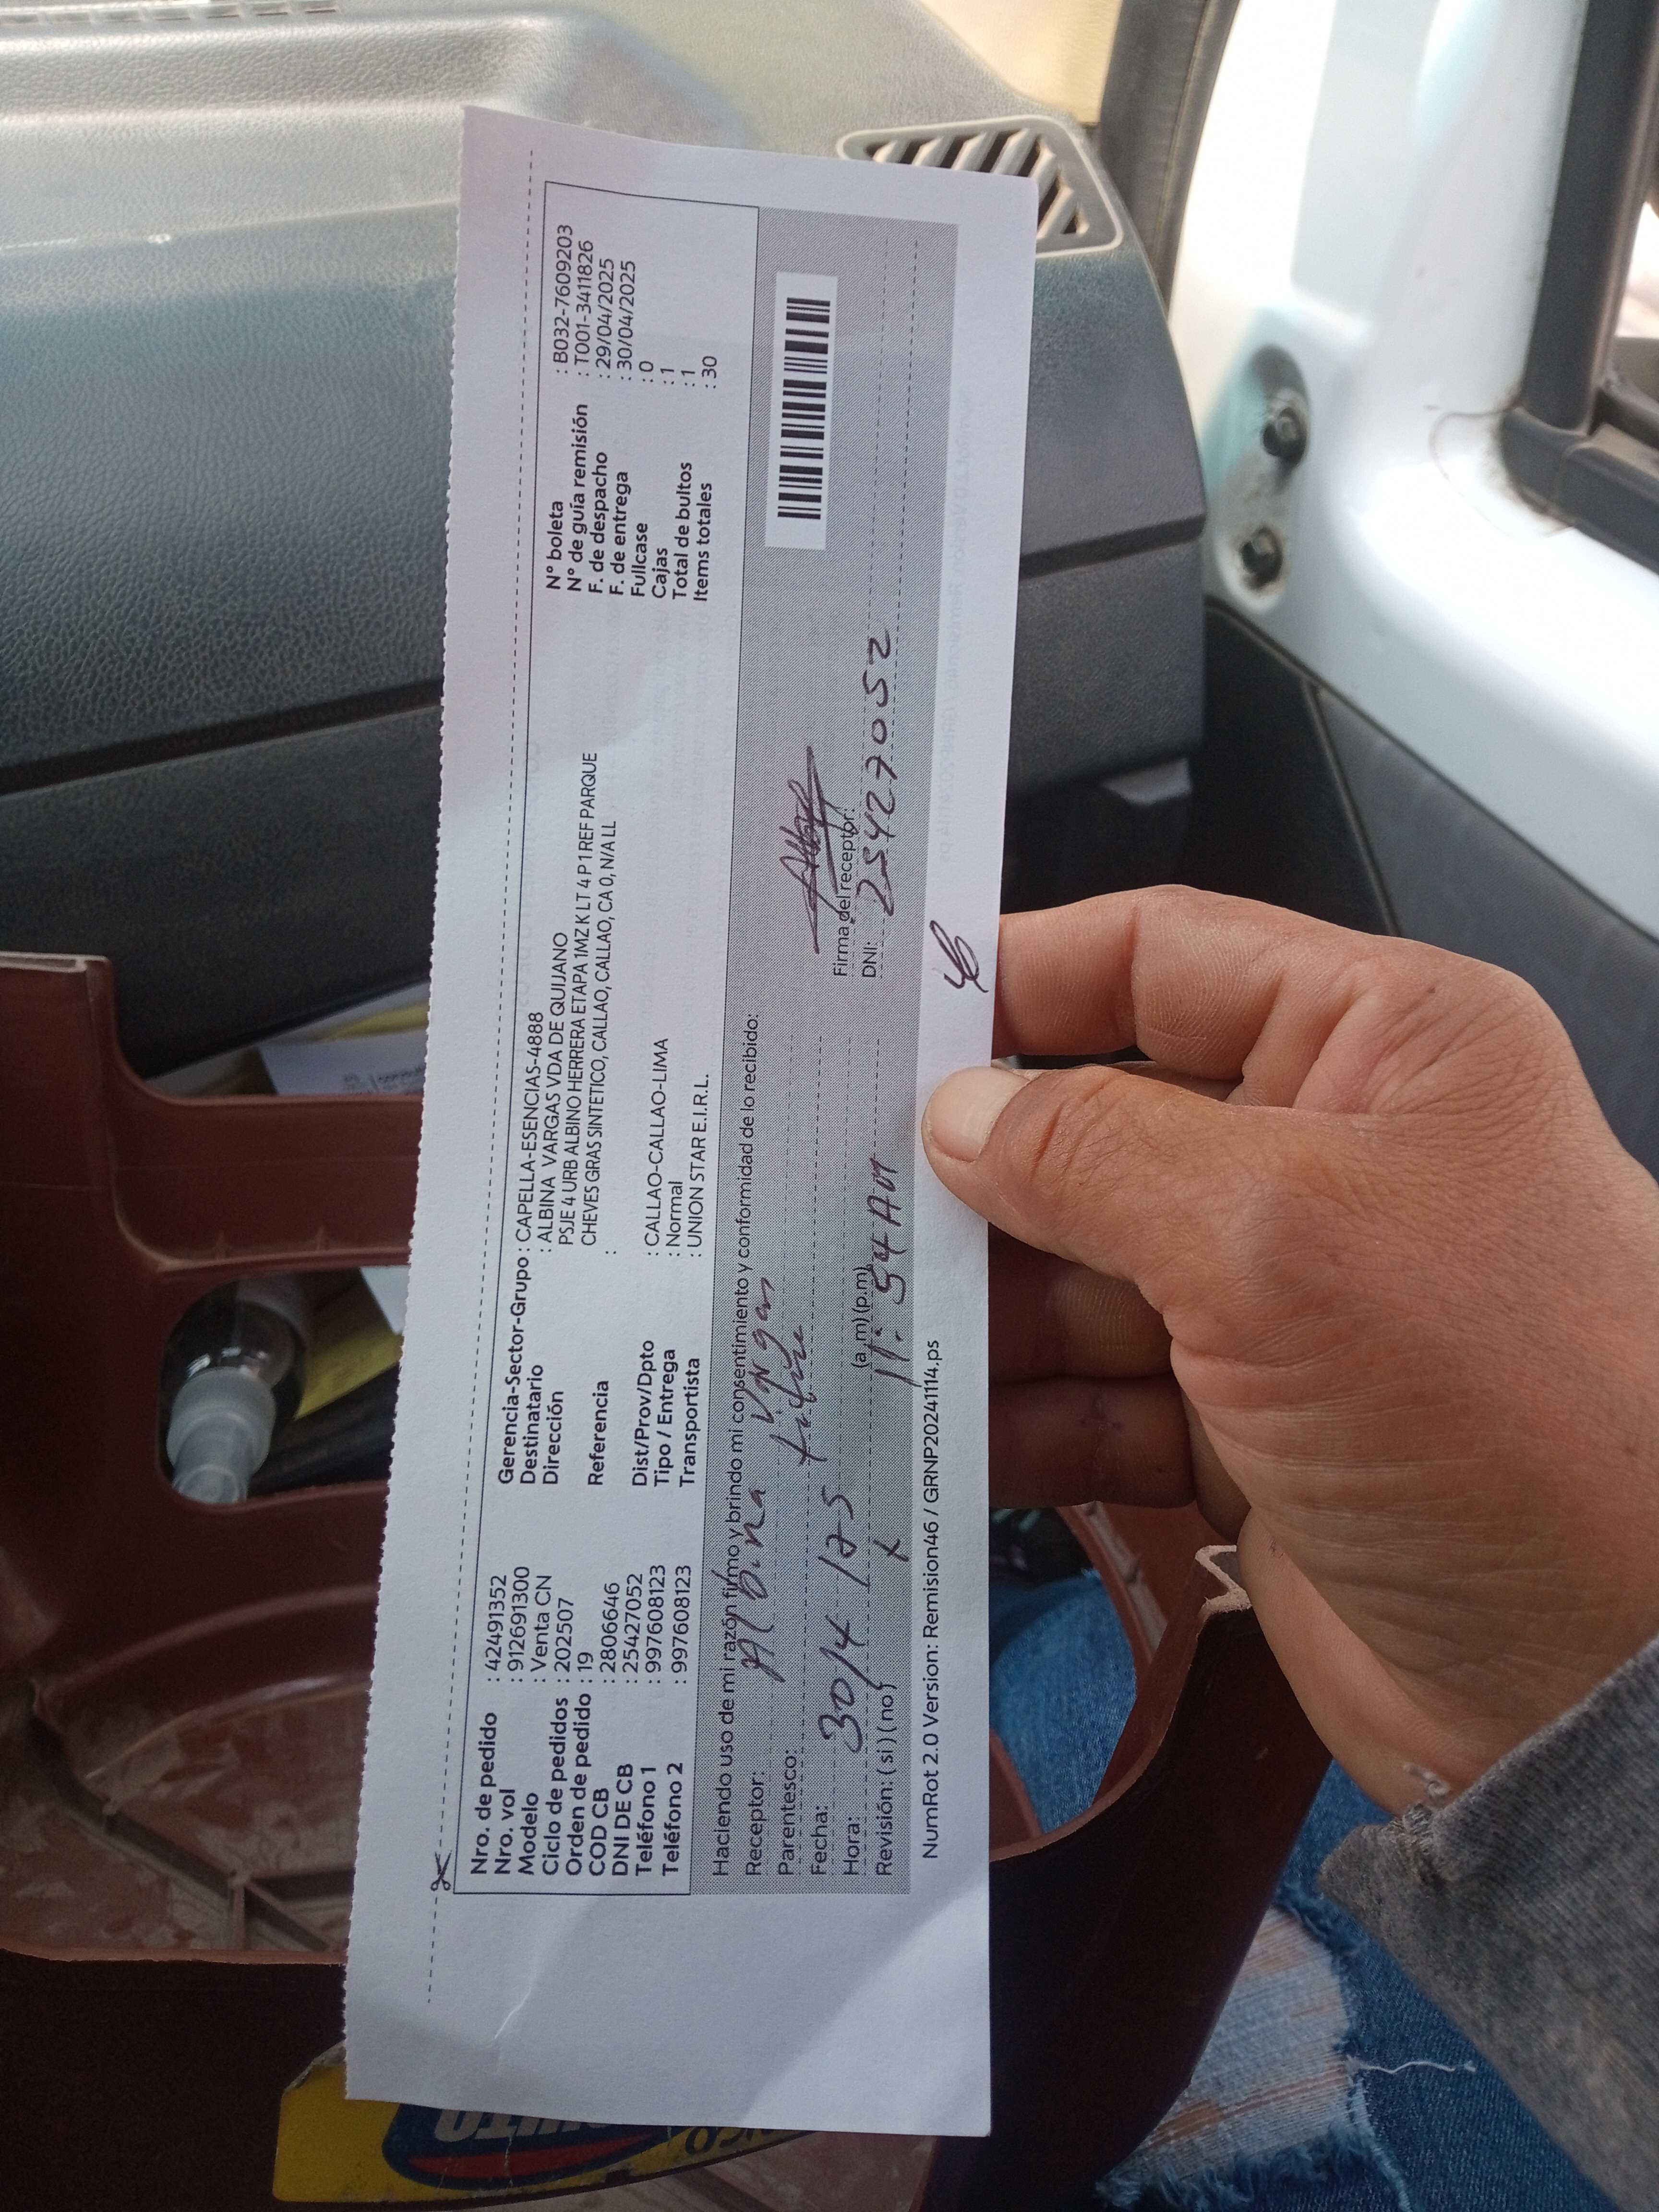 Nro. de pedido : 42491352
Nro. vol : 912691300
Modelo : Venta CN
Ciclo de pedidos : 202507
Orden de pedido : 19
COD CB : 2806646
DNI DE CB : 25427052
Teléfono 1 : 997608123
Teléfono 2 : 997608123
Gerencia-Sector-Grupo : CAPELLA-ESENCIAS-4888
Destinatario : ALBINA VARGAS VDA DE QUIJANO
Dirección PSJE 4 URB ALBINO HERRERA ETAPA 1MZ K LT 4 P 1 REF PARQUE
CHEVES GRAS SINTETICO, CALLAO, CALLAO, CALLAO, CA 0, N/A LL
Referencia :
Dist/Prov/Dpto : CALLAO-CALLAO-LIMA
Tipo / Entrega : Normal
Transportista : UNION STAR E.I.R.L.
N° boleta : B032-7609203
N° de guía remisión : T001-3411826
F. de despacho : 29/04/2025
F. de entrega : 30/04/2025
Fullcase : 0
Cajas : 1
Total de bultos : 1
Items totales : 30
Haciendo uso de mi razón firmo y brindo mi consentimiento y conformidad de lo recibido:
Receptor: Albina Vargas
Parentesco: titular
Fecha: 30/4/25
Hora: (a.m) (p.m) 11:54 AM
Revisión: ( si ) ( no ) x
Firma del receptor:
DNI: 25427052
NumRot 2.0 Version: Remision46 / GRNP20241114.ps